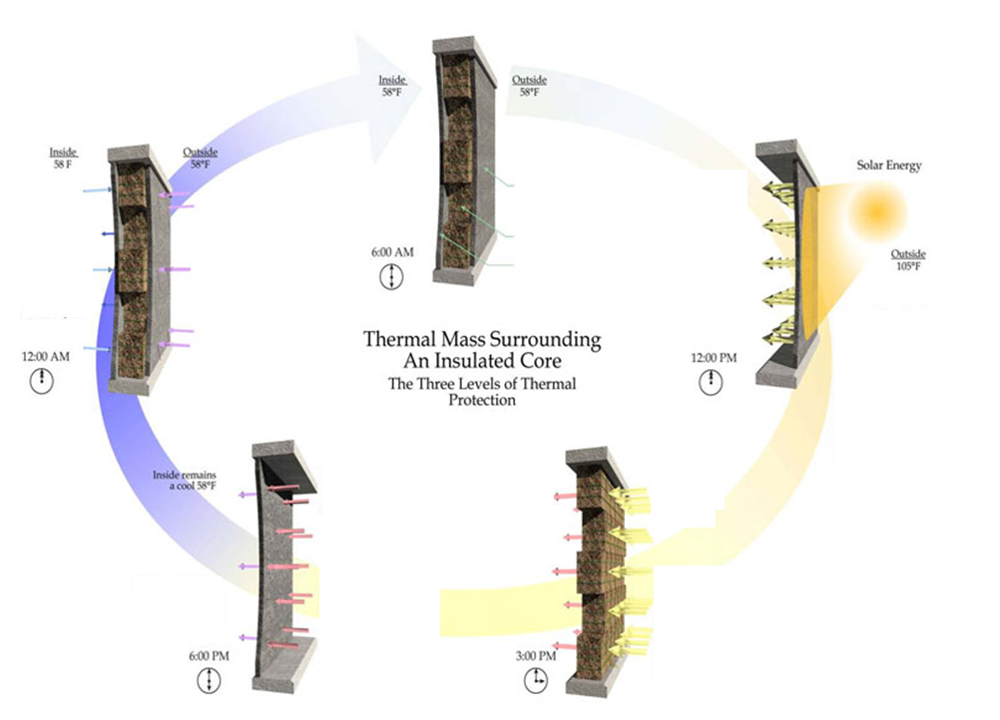 Inside
58°F
Outside
58°F
6:00 AM
Solar Energy
Outside
105°F
12:00 PM
3:00 PM
Inside remains
a cool 58°F
6:00 PM
Inside
58 F
Outside
58°F
12:00 AM
Thermal Mass Surrounding
An Insulated Core
The Three Levels of Thermal
Protection